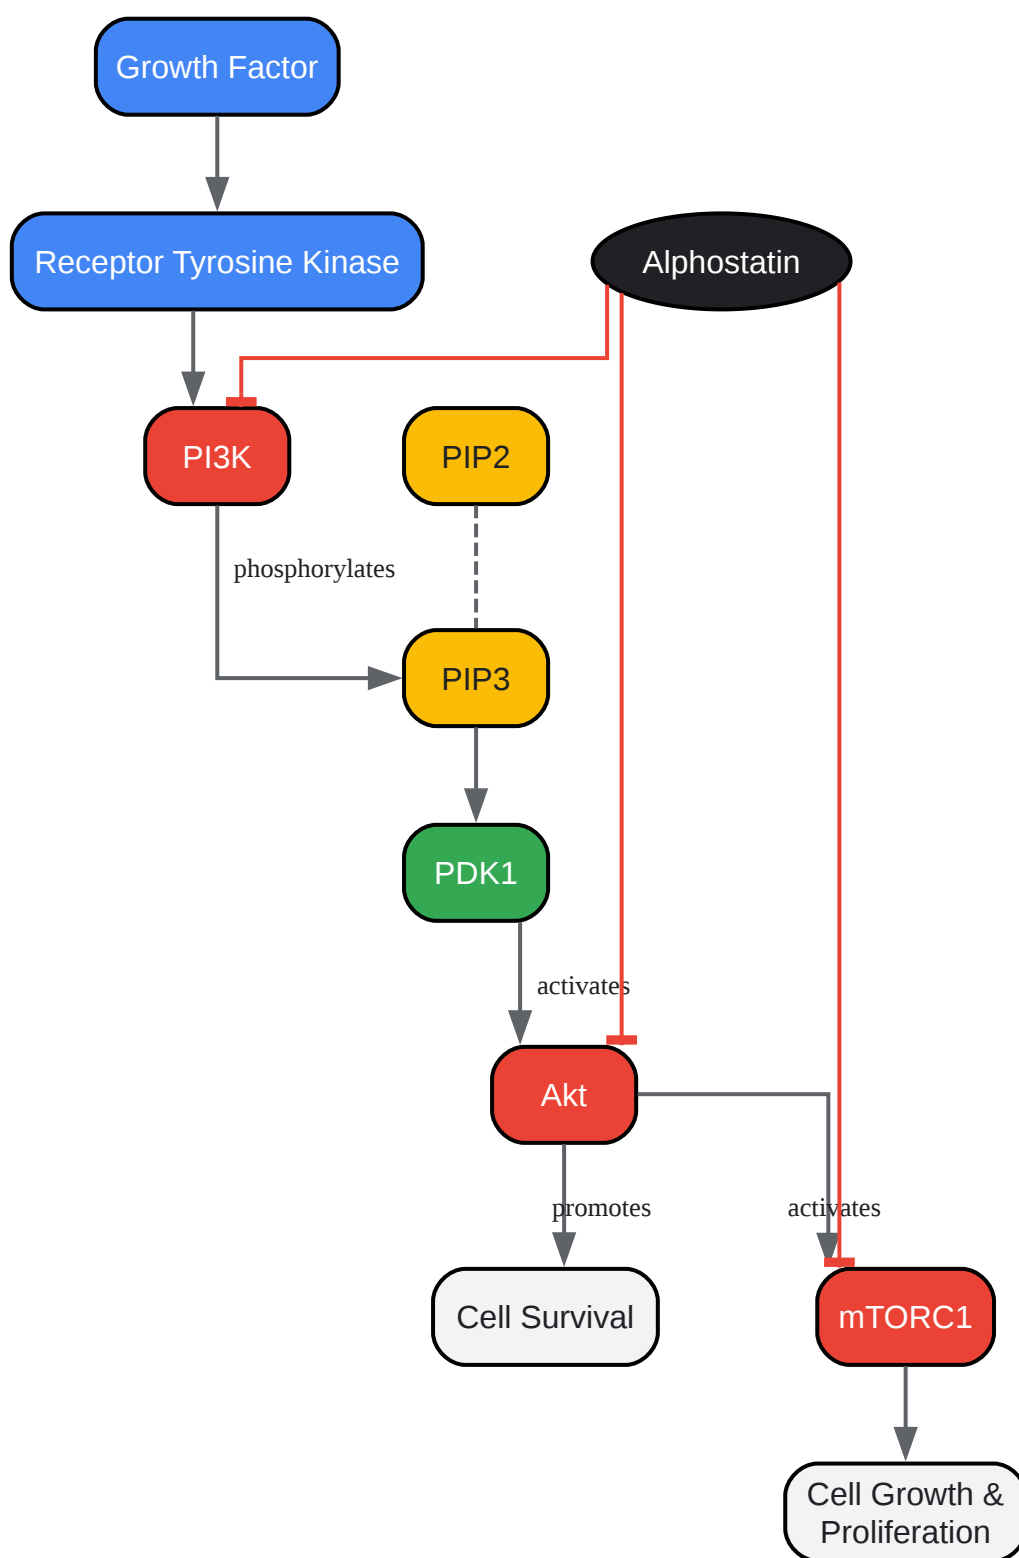 Growth Factor
Receptor Tyrosine Kinase
Alphostatin
PI3K
PIP2
phosphorylates
PIP3
PDK1
activates
Akt
promotes
activates
Cell Survival
mTORC1
Cell Growth &
Proliferation